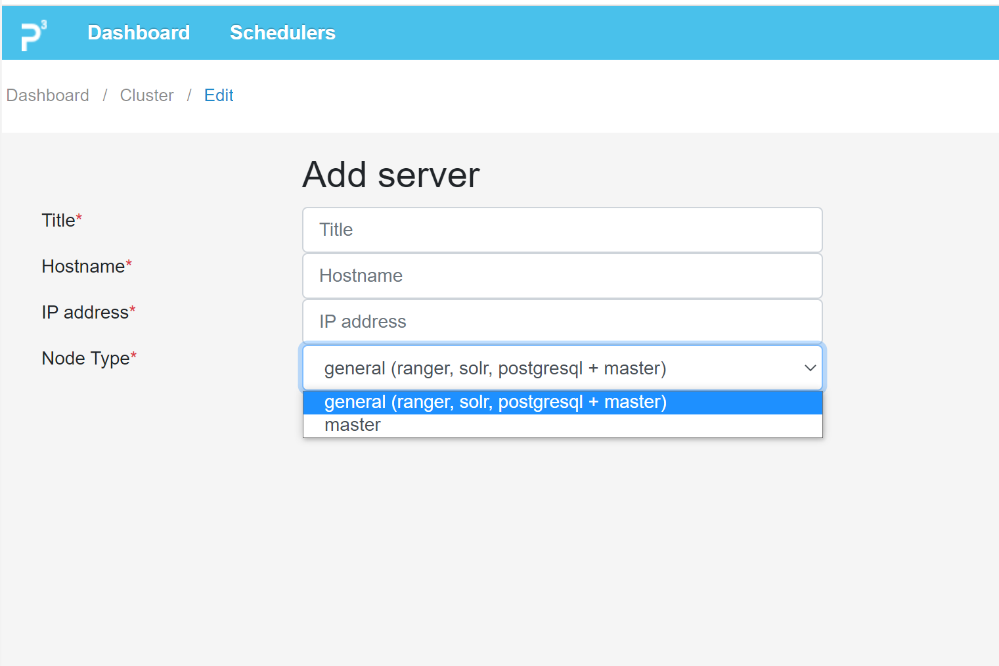 P3 Dashboard Schedulers
Dashboard / Cluster / Edit
Add server
Title* Title
Hostname* Hostname
IP address* IP address
Node Type* general (ranger, solr, postgresql + master)
general (ranger, solr, postgresql + master)
master